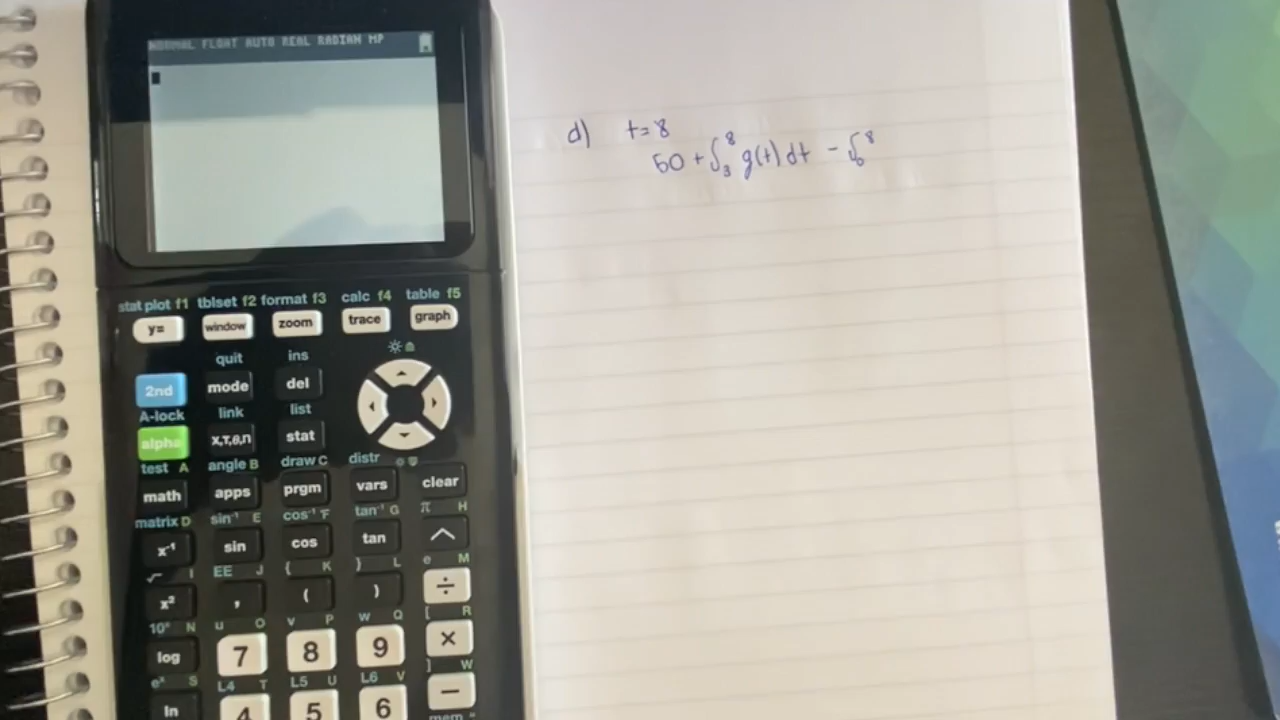 NORMAL FLOAT AUTO REAL RADIAN MP
d) t=8
50 + ∫₃⁸ g(t) dt - ∫₀⁸
stat plot f1 tblset f2 format f3 calc f4 table f5
y= window zoom trace graph
quit ins
2nd mode del
A-lock link list
alpha X,T,θ,n stat
test A angle B draw C distr
math apps prgm vars clear
matrix D sin⁻¹ E cos⁻¹ F tan⁻¹ G π H
x⁻¹ sin cos tan ^
√ I EE J { K } L e M
x² , ( ) ÷
10ˣ N u O v P w Q [ R
log 7 8 9 ×
eˣ S L4 T L5 U L6 V ] W
ln 4 5 6 −
mem "